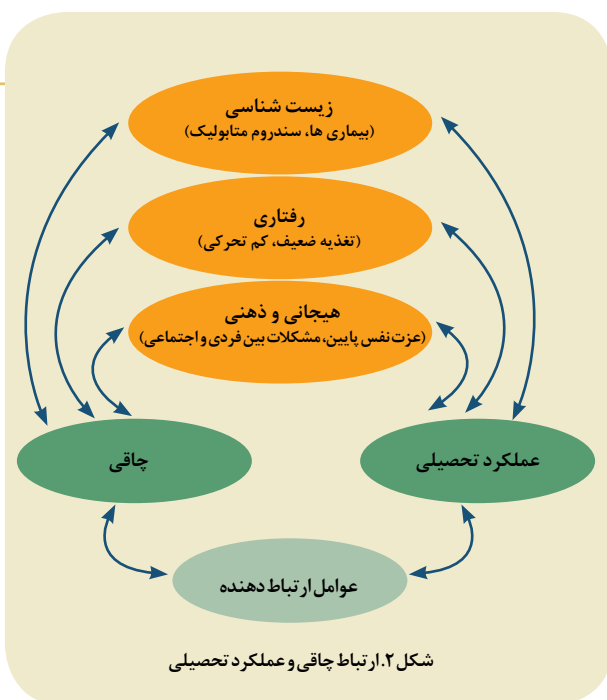 زیست شناسی
(بیماری ها، سندروم متابولیک)
رفتاری
(تغذیه ضعیف، کم تحرکی)
هیجانی و ذهنی
(عزت نفس پایین، مشکلات بین فردی و اجتماعی)
چاقی
عملکرد تحصیلی
عوامل ارتباط دهنده
شکل ۲. ارتباط چاقی و عملکرد تحصیلی